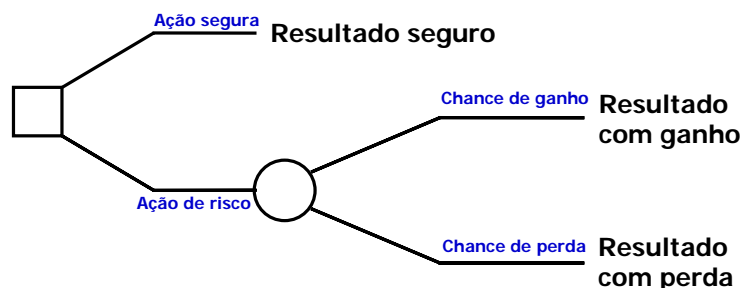 Ação segura
Resultado seguro
Chance de ganho
Resultado
com ganho
Ação de risco
Chance de perda
Resultado
com perda